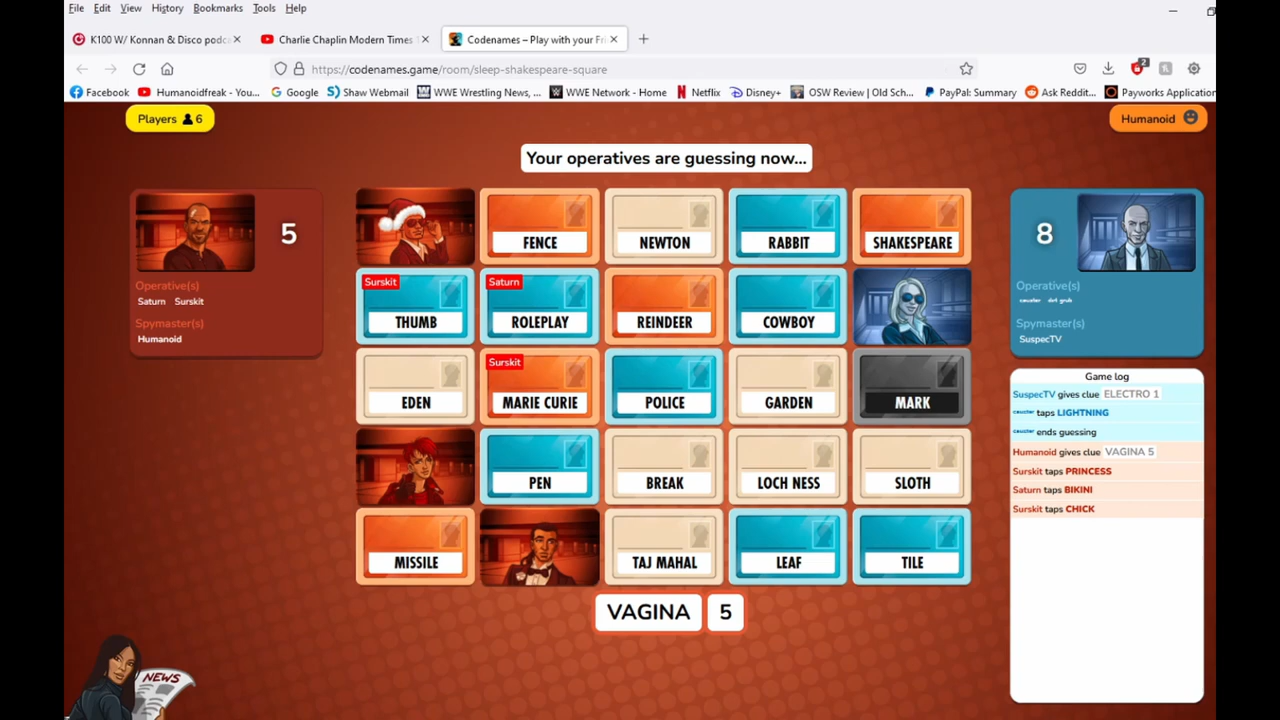 File Edit View History Bookmarks Tools Help
K100 W/ Konnan & Disco podca
Charlie Chaplin Modern Times
Codenames – Play with your Fri
https://codenames.game/room/sleep-shakespeare-square
2
Facebook Humanoidfreak - You... Google Shaw Webmail WWE Wrestling News, ... WWE Network - Home Netflix Disney+ OSW Review | Old Sch... PayPal: Summary Ask Reddit... Payworks Application
Players 6
Humanoid
Your operatives are guessing now...
5
Operative(s)
Saturn Surskit
Spymaster(s)
Humanoid
FENCE NEWTON RABBIT SHAKESPEARE
Surskit Saturn
THUMB ROLEPLAY REINDEER COWBOY
Surskit
EDEN MARIE CURIE POLICE GARDEN MARK
PEN BREAK LOCH NESS SLOTH
MISSILE TAJ MAHAL LEAF TILE
VAGINA 5
NEWS
8
Operative(s)
Spymaster(s)
SuspecTV
Game log
SuspecTV gives clue ELECTRO 1
taps LIGHTNING
ends guessing
Humanoid gives clue VAGINA 5
Surskit taps PRINCESS
Saturn taps BIKINI
Surskit taps CHICK